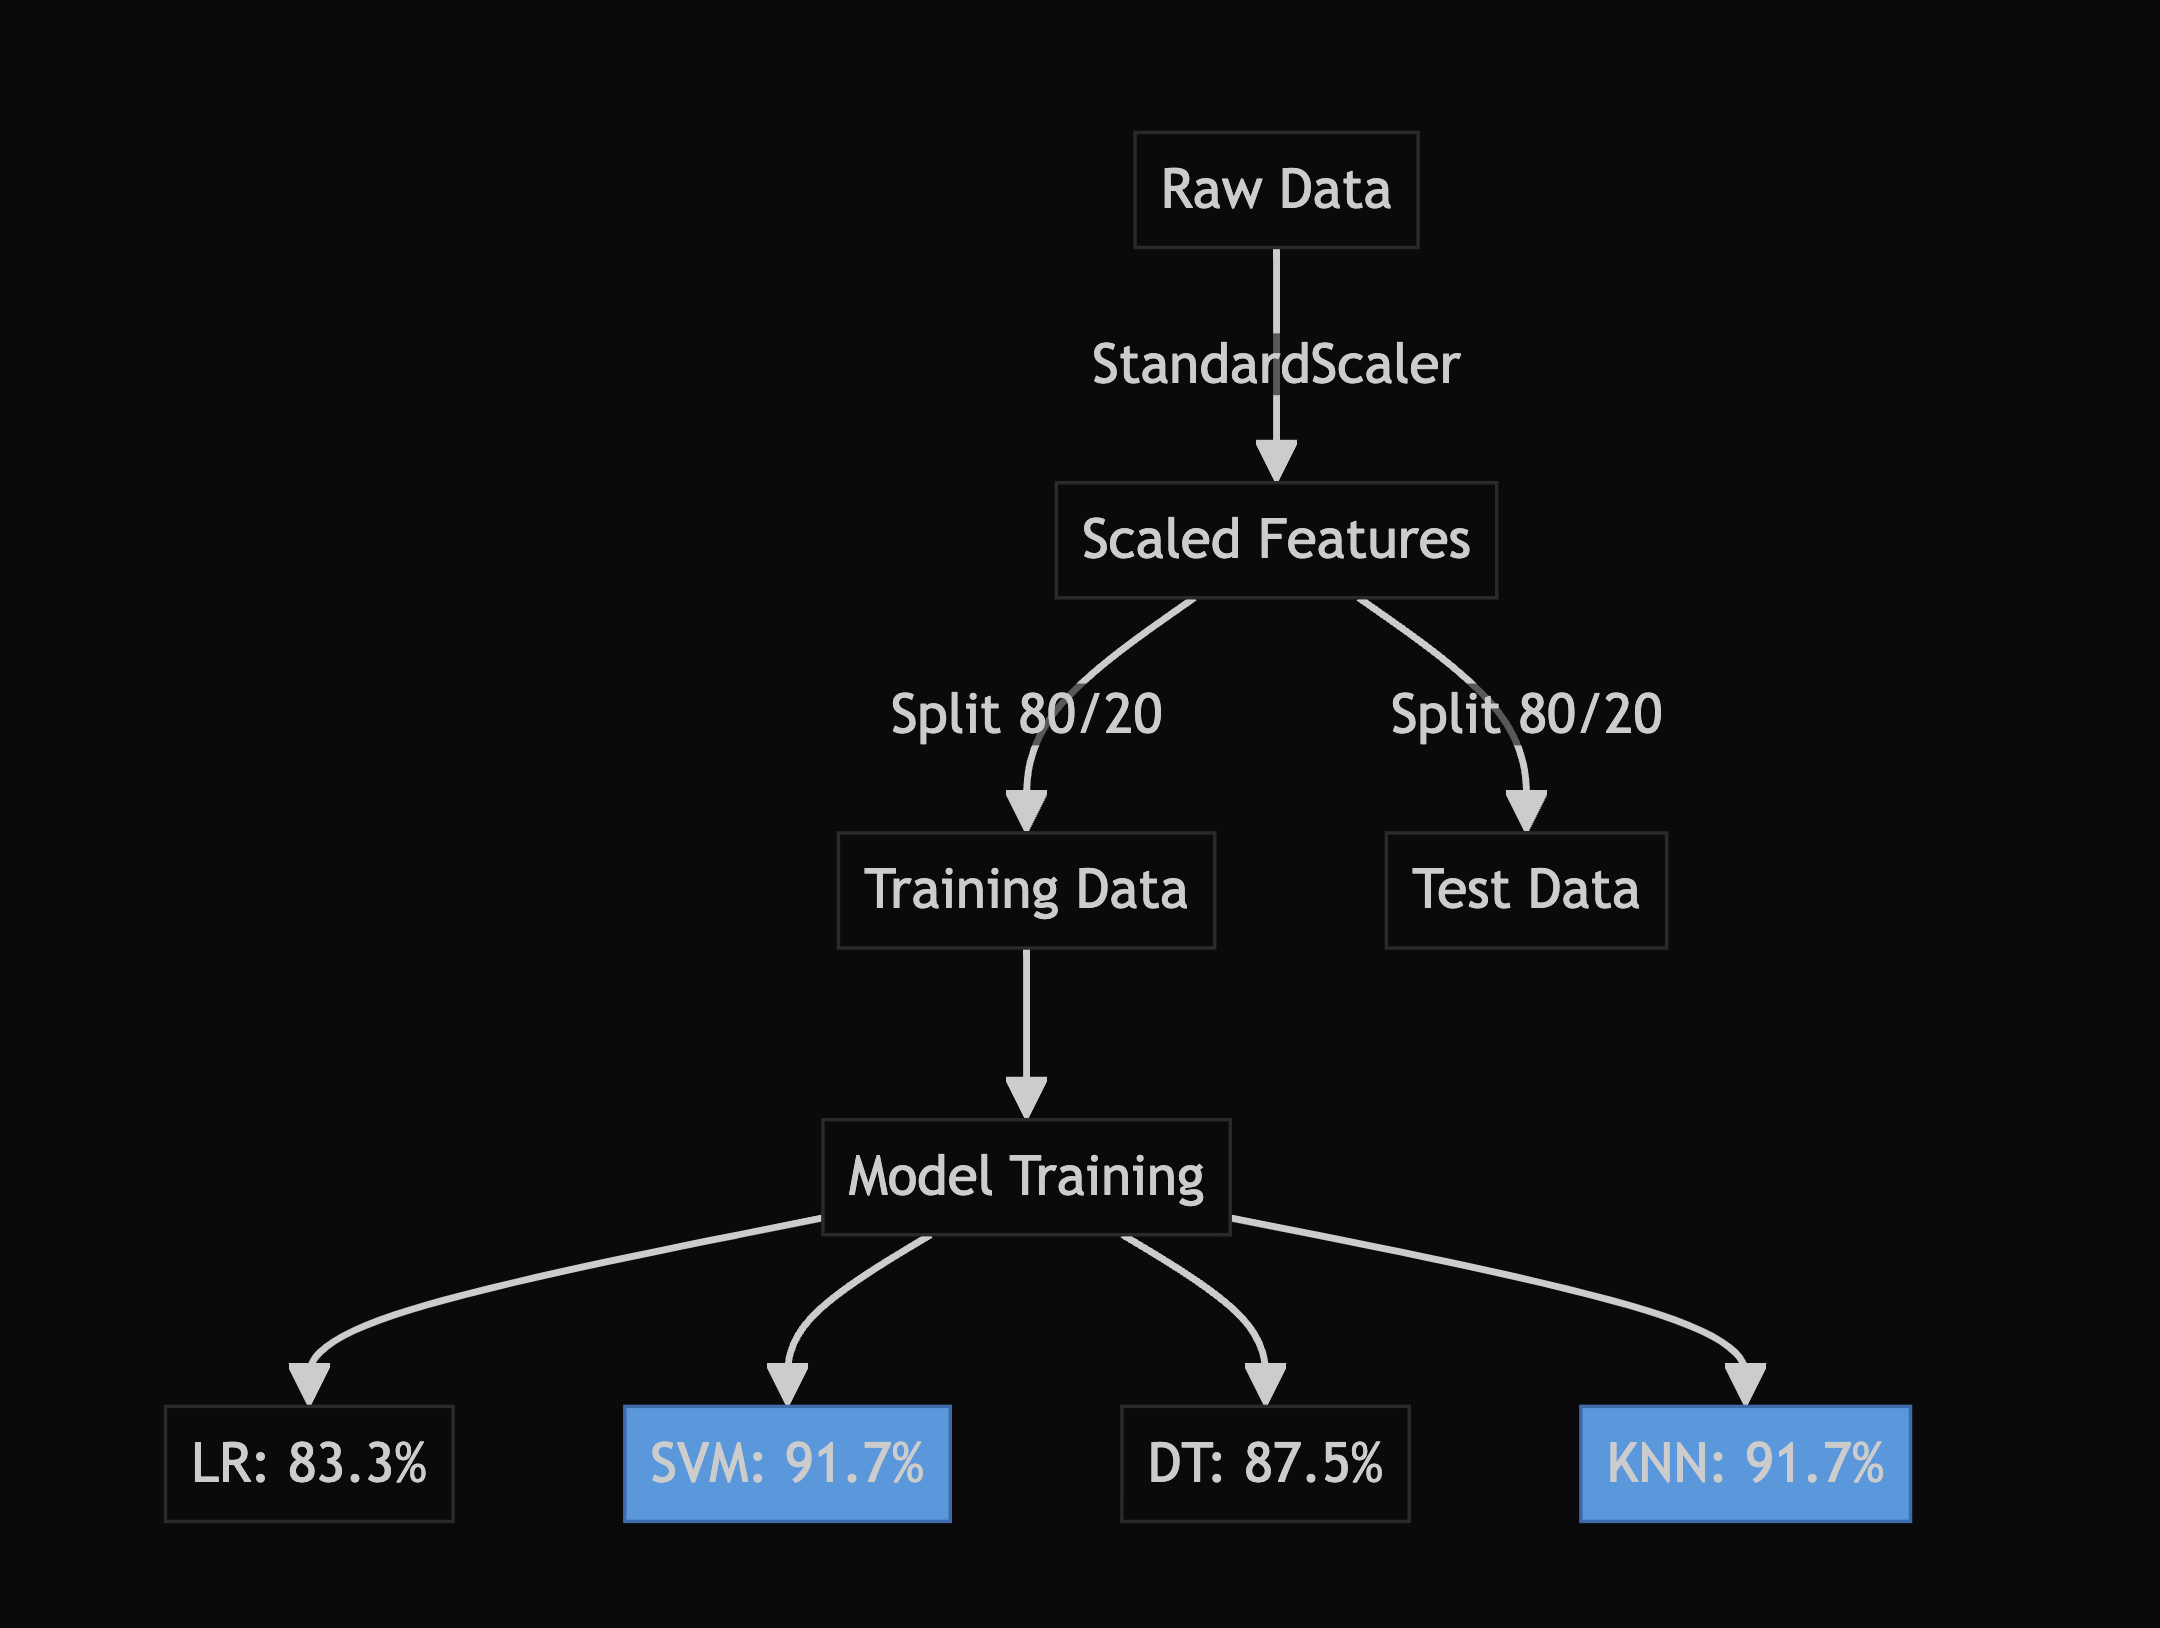 Raw Data
StandardScaler
Scaled Features
Split 80/20
Split 80/20
Training Data
Test Data
Model Training
LR: 83.3%
SVM: 91.7%
DT: 87.5%
KNN: 91.7%